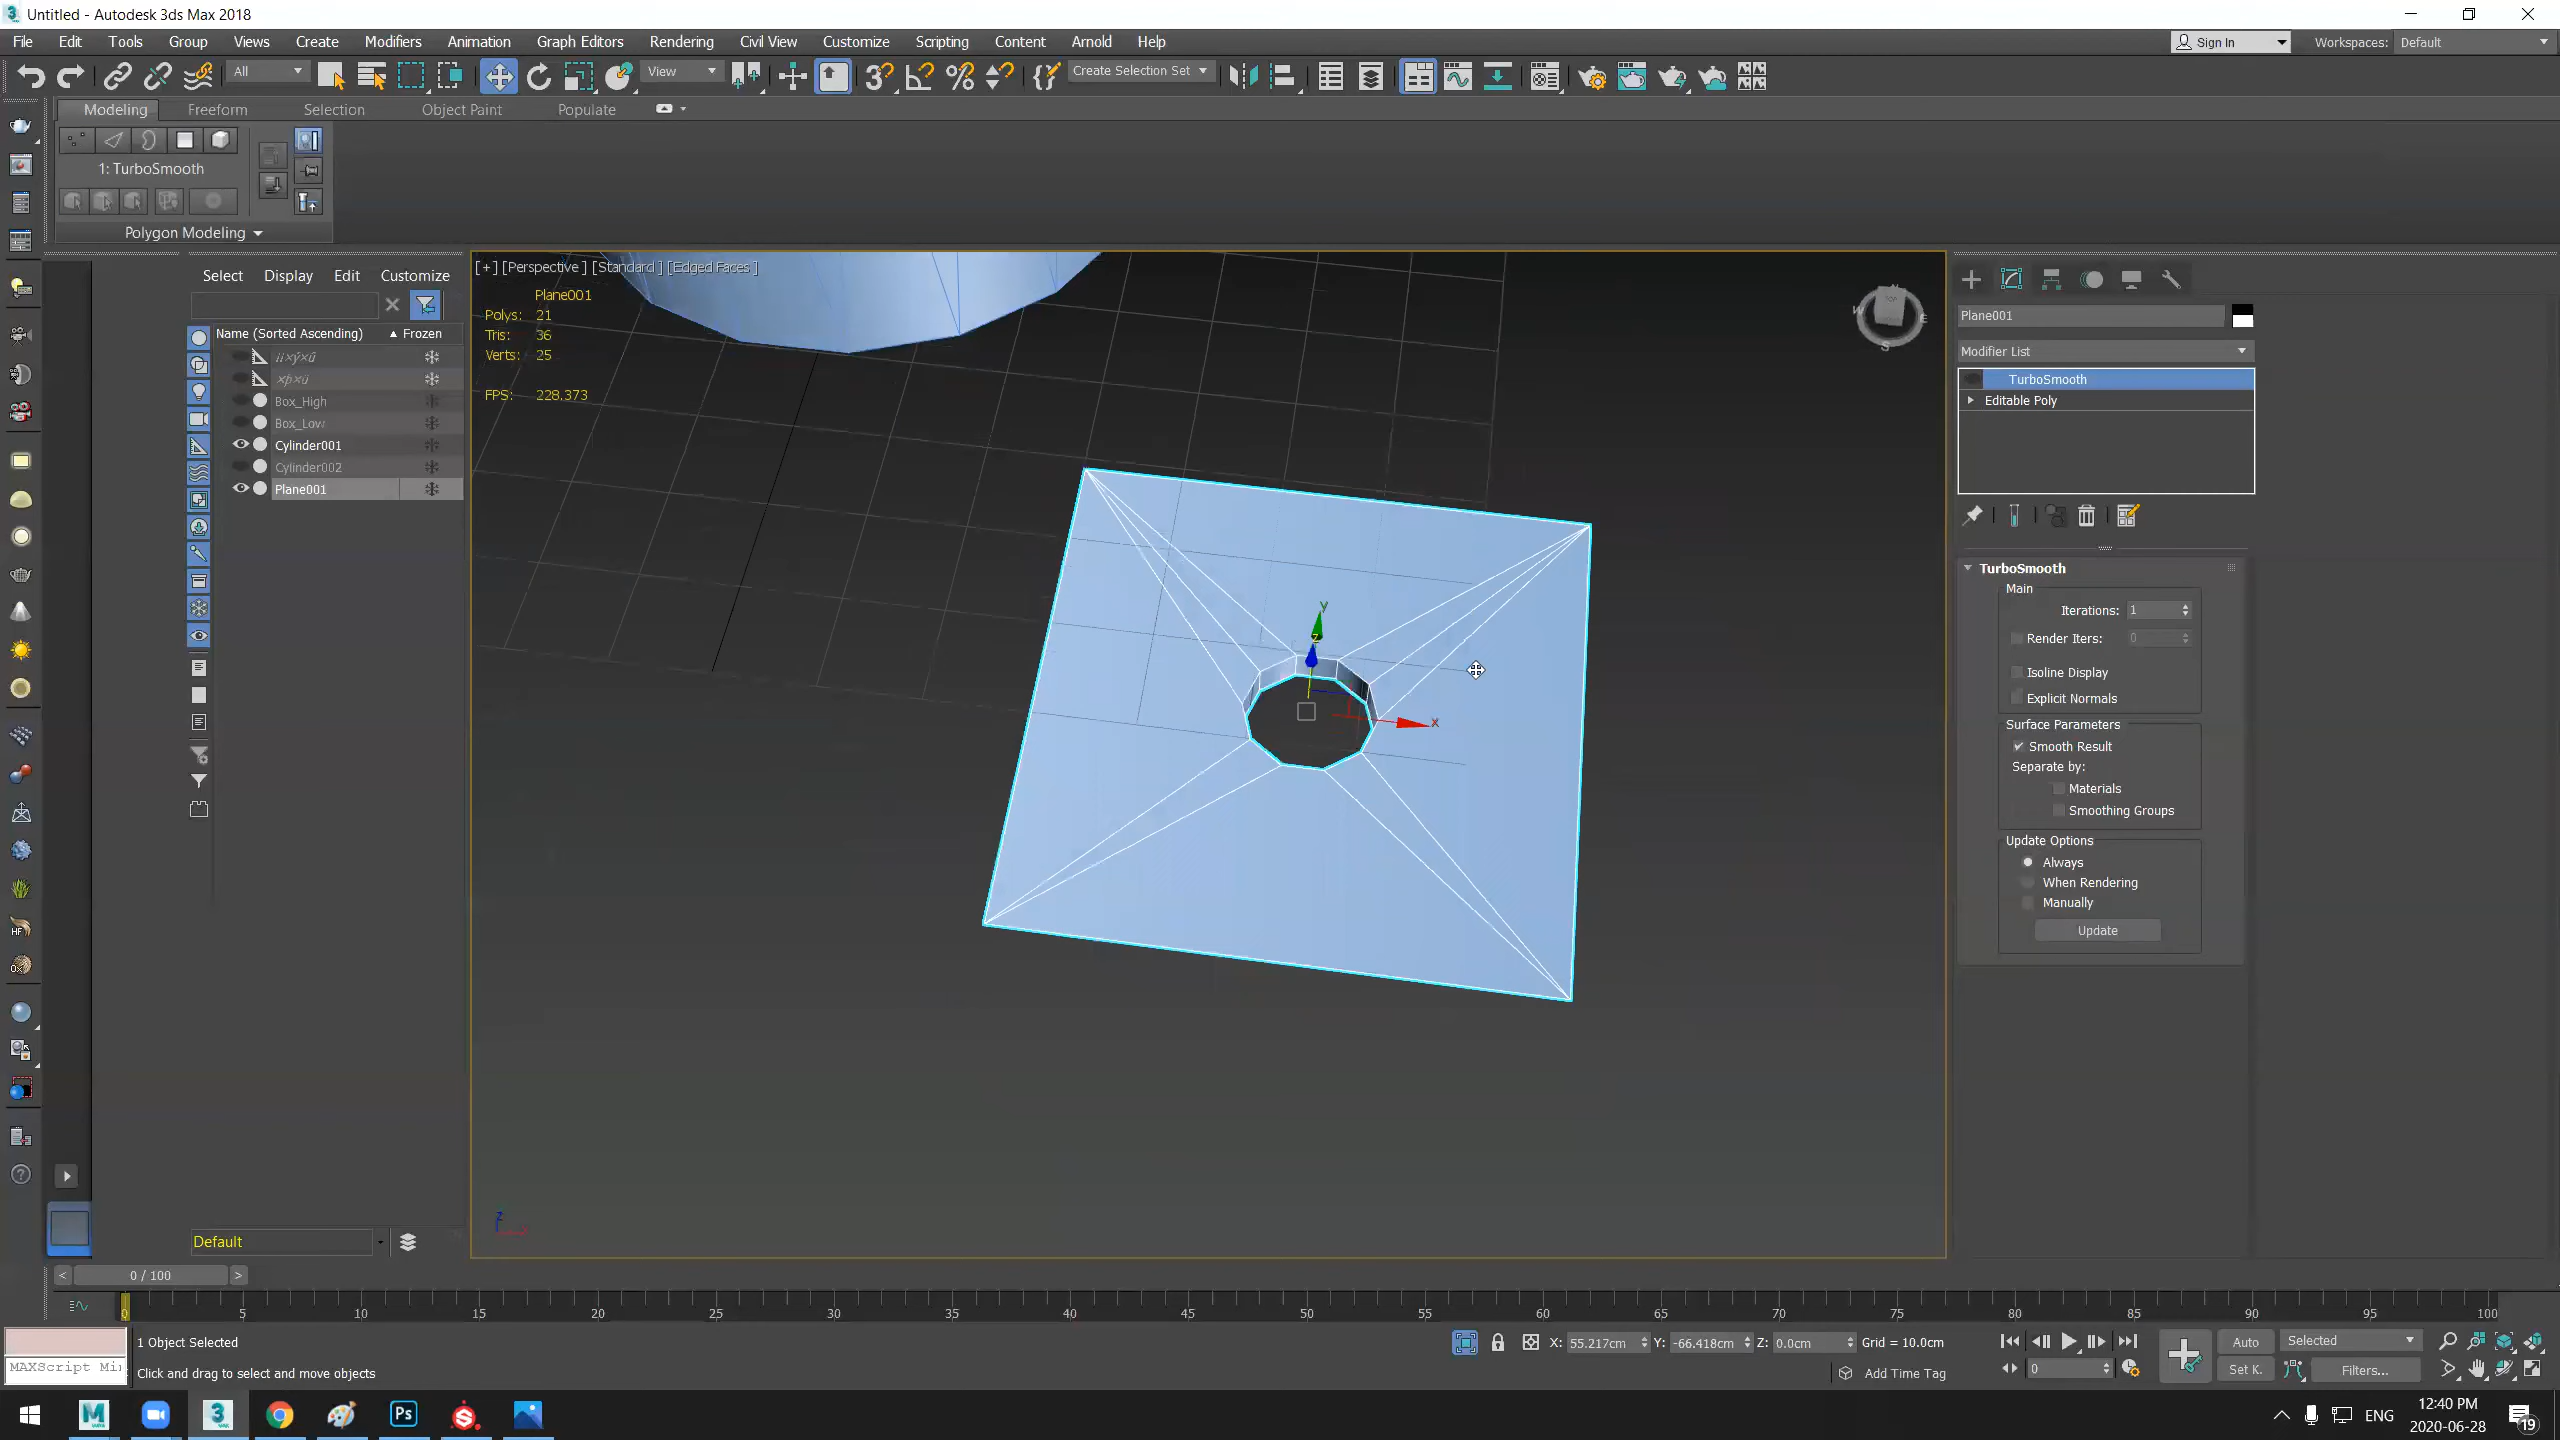 Untitled - Autodesk 3ds Max 2018
File Edit Tools Group Views Create Modifiers Animation Graph Editors Rendering Civil View Customize Scripting Content Arnold Help
Sign In Workspaces: Default
All View Create Selection Set
Modeling Freeform Selection Object Paint Populate
1: TurboSmooth
Polygon Modeling
Select Display Edit Customize
Name (Sorted Ascending) Frozen
Box_High
Box_Low
Cylinder001
Cylinder002
Plane001
Default
[+] [Perspective ] [Standard ] [Edged Faces ]
Plane001
Polys: 21
Tris: 36
Verts: 25
FPS: 228.373
y
z
x
N
W
E
S
TOP
z
x
Plane001
Modifier List
TurboSmooth
Editable Poly
TurboSmooth
Main
Iterations: 1
Render Iters: 0
Isoline Display
Explicit Normals
Surface Parameters
Smooth Result
Separate by:
Materials
Smoothing Groups
Update Options
Always
When Rendering
Manually
Update
< 0 / 100 >
0 5 10 15 20 25 30 35 40 45 50 55 60 65 70 75 80 85 90 95 100
1 Object Selected
X: 55.217cm Y: -66.418cm Z: 0.0cm Grid = 10.0cm
Auto Selected
MAXScript Mi
Click and drag to select and move objects
Add Time Tag
0
Set K. Filters...
Ps
ENG
12:40 PM
2020-06-28
19